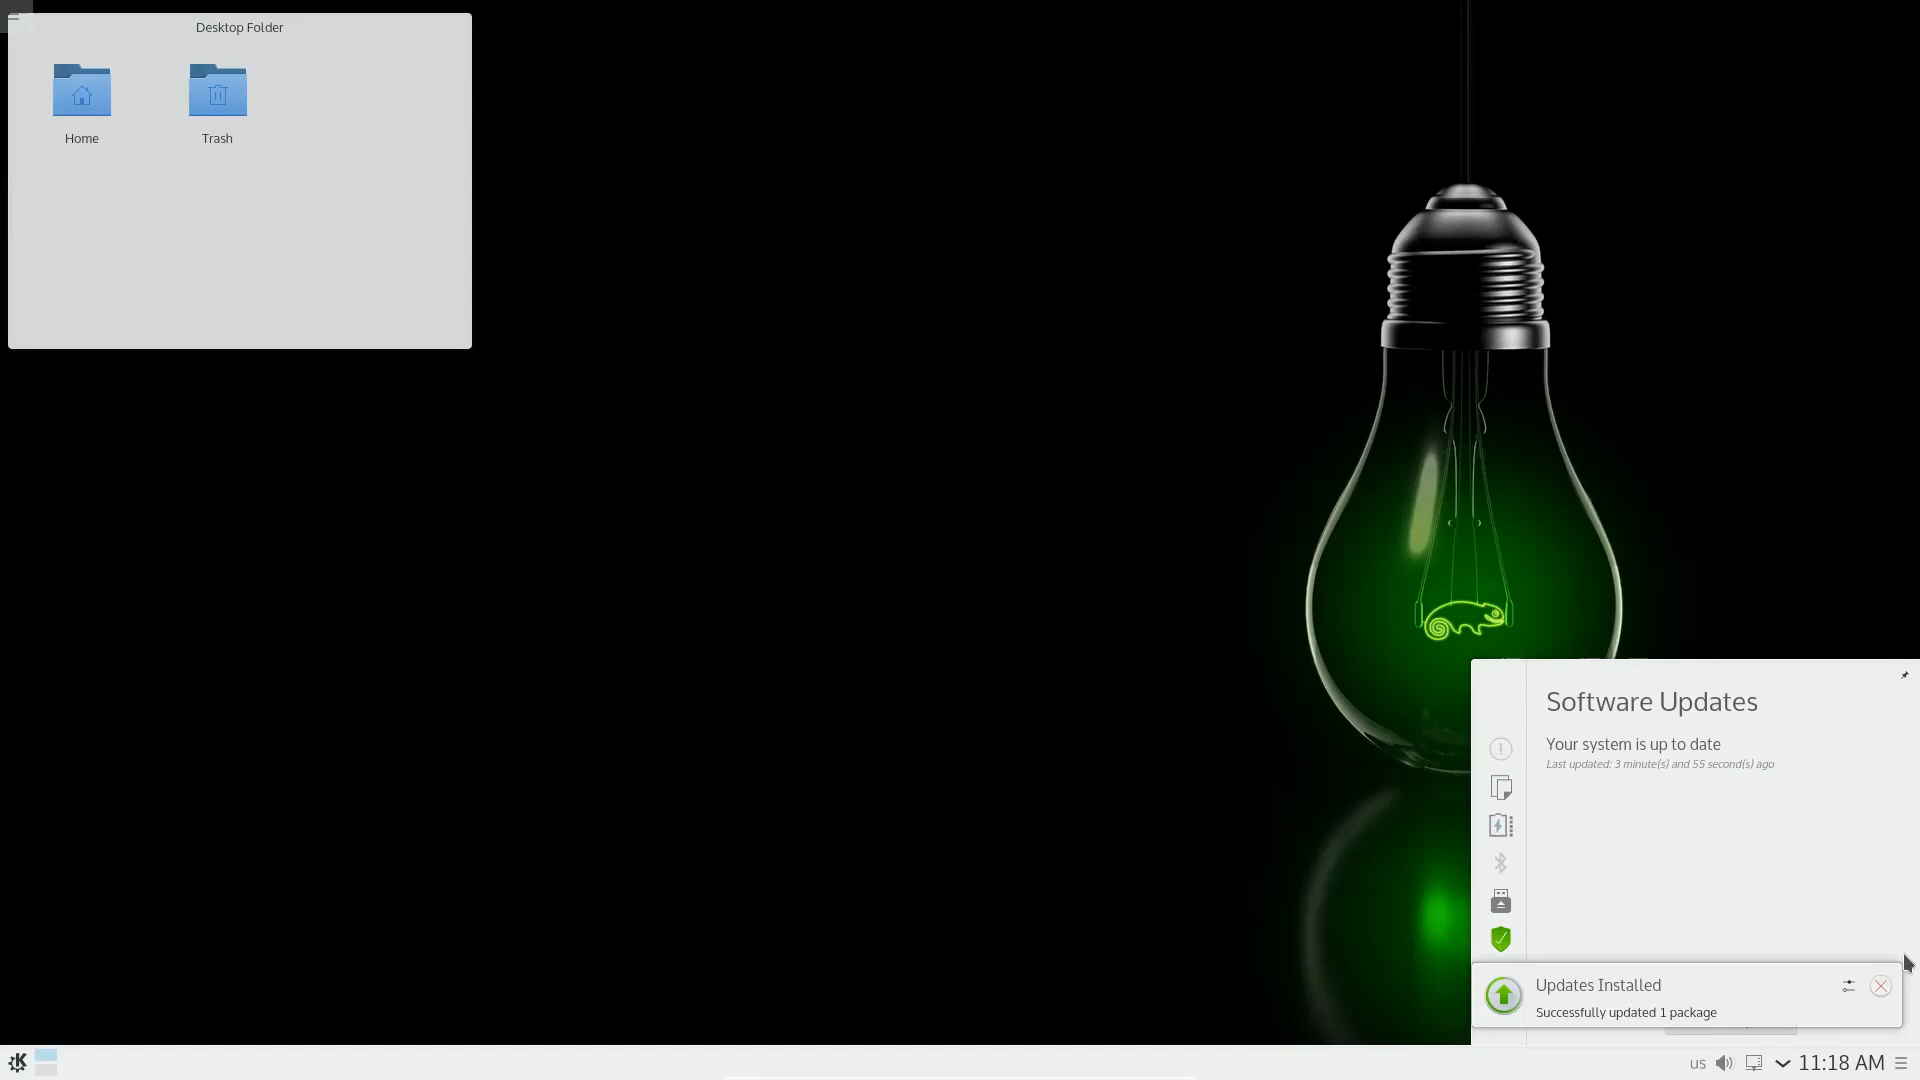 Desktop Folder
Home
Trash
Software Updates
Your system is up to date
Last updated: 3 minute(s) and 55 second(s) ago
Updates Installed
Successfully updated 1 package
us
11:18 AM